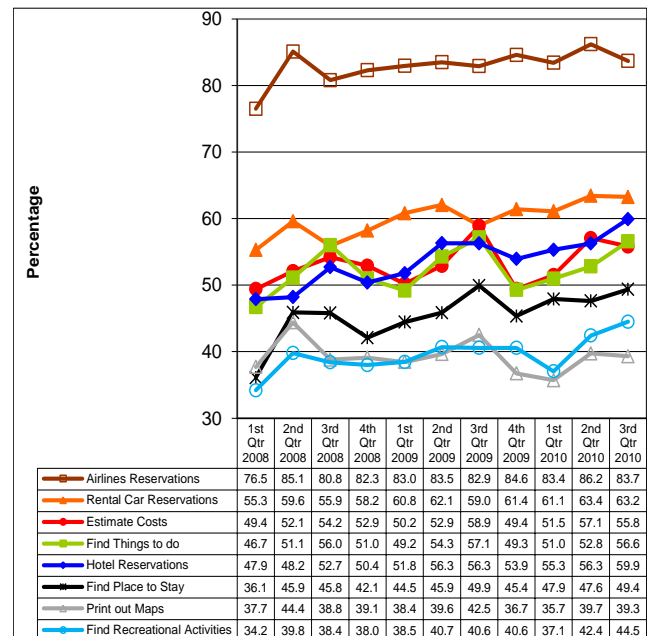 90
80
70
60
50
40
30
Percentage
1st Qtr 2008 2nd Qtr 2008 3rd Qtr 2008 4th Qtr 2008 1st Qtr 2009 2nd Qtr 2009 3rd Qtr 2009 4th Qtr 2009 1st Qtr 2010 2nd Qtr 2010 3rd Qtr 2010
Airlines Reservations 76.5 85.1 80.8 82.3 83.0 83.5 82.9 84.6 83.4 86.2 83.7
Rental Car Reservations 55.3 59.6 55.9 58.2 60.8 62.1 59.0 61.4 61.1 63.4 63.2
Estimate Costs 49.4 52.1 54.2 52.9 50.2 52.9 58.9 49.4 51.5 57.1 55.8
Find Things to do 46.7 51.1 56.0 51.0 49.2 54.3 57.1 49.3 51.0 52.8 56.6
Hotel Reservations 47.9 48.2 52.7 50.4 51.8 56.3 56.3 53.9 55.3 56.3 59.9
Find Place to Stay 36.1 45.9 45.8 42.1 44.5 45.9 49.9 45.4 47.9 47.6 49.4
Print out Maps 37.7 44.4 38.8 39.1 38.4 39.6 42.5 36.7 35.7 39.7 39.3
Find Recreational Activities 34.2 39.8 38.4 38.0 38.5 40.7 40.6 40.6 37.1 42.4 44.5